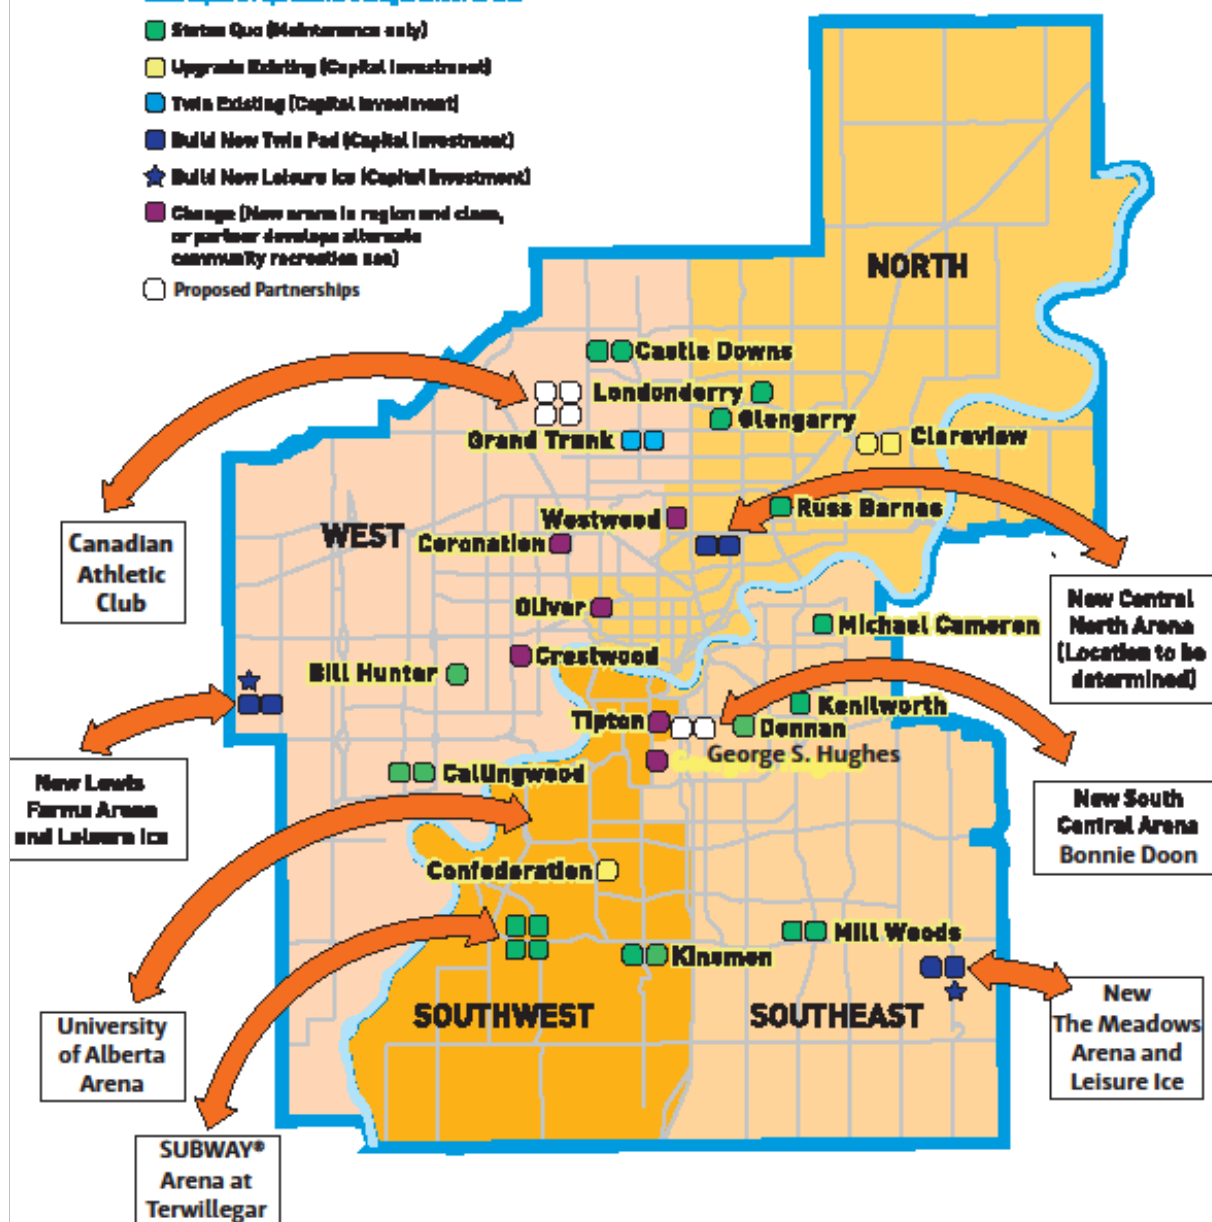 Status Quo (Maintenance only)
Upgrade Existing (Capital Investment)
Twin Existing (Capital Investment)
Build New Twin Pad (Capital Investment)
Build New Leisure Ice (Capital Investment)
Change (New arena in region and close,
or partner develops alternate
community recreation use)
Proposed Partnerships
NORTH
Castle Downs
Londonderry
Glengarry
Grand Trunk
Clareview
Canadian
Athletic
Club
WEST
Westwood
Russ Barnes
Coronation
Oliver
New Central
North Arena
(Location to be
determined)
Michael Cameron
Crestwood
Bill Hunter
Kenilworth
Tipton
Donnan
George S. Hughes
Callingwood
New Lewis
Farms Arena
and Leisure Ice
New South
Central Arena
Bonnie Doon
Confederation
Mill Woods
Kinsmen
SOUTHWEST
SOUTHEAST
University
of Alberta
Arena
New
The Meadows
Arena and
Leisure Ice
SUBWAY®
Arena at
Terwillegar